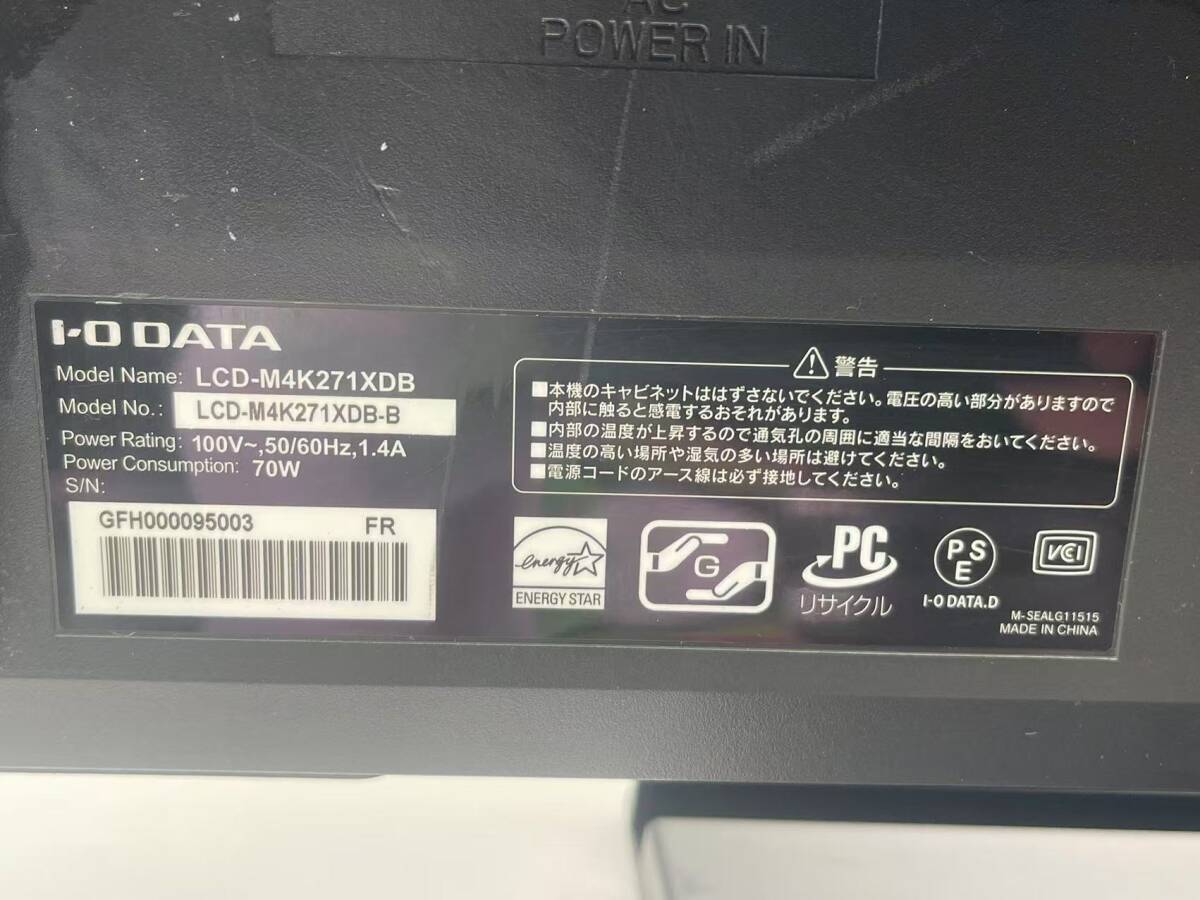 AC
POWER IN
I-O DATA
Model Name: LCD-M4K271XDB
Model No.: LCD-M4K271XDB-B
Power Rating: 100V~,50/60Hz,1.4A
Power Consumption: 70W
S/N:
GFH000095003 FR
警告
■本機のキャビネットははずさないでください。電圧の高い部分がありますので
内部に触ると感電するおそれがあります。
■内部の温度が上昇するので通気孔の周囲に適当な間隔をおいてください。
■温度の高い場所や湿気の多い場所は避けてください。
■電源コードのアース線は必ず接地してください。
energy
ENERGY STAR
G
PC
リサイクル
PSE
I-O DATA.D
VCI
M-SEALG11515
MADE IN CHINA